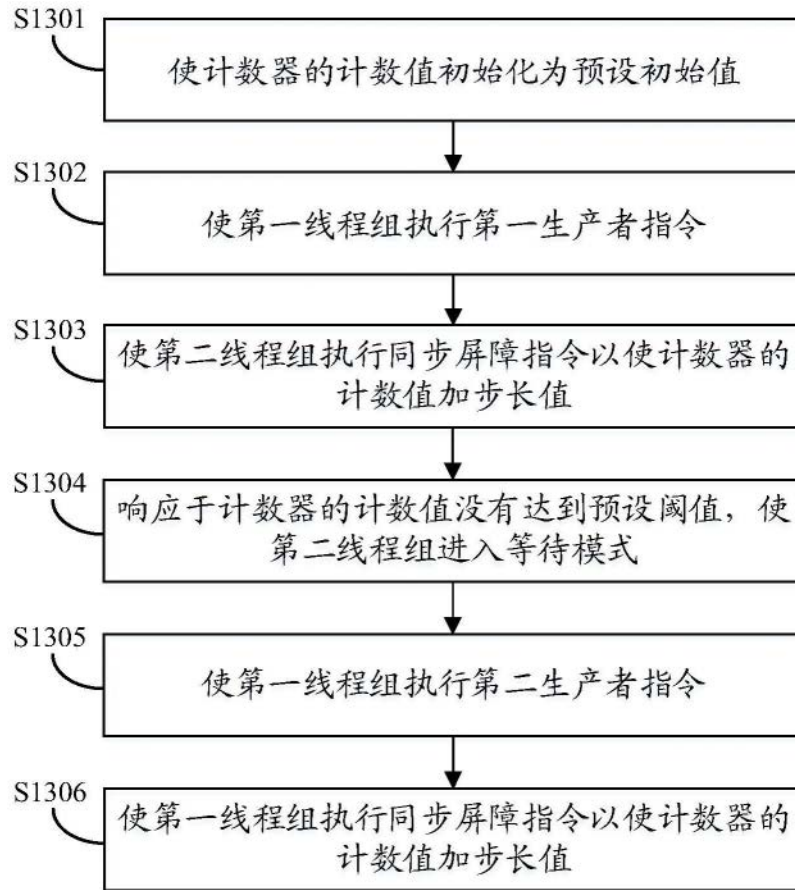 S1301
使计数器的计数值初始化为预设初始值
S1302
使第一线程组执行第一生产者指令
S1303
使第二线程组执行同步屏障指令以使计数器的
计数值加步长值
S1304
响应于计数器的计数值没有达到预设阈值，使
第二线程组进入等待模式
S1305
使第一线程组执行第二生产者指令
S1306
使第一线程组执行同步屏障指令以使计数器的
计数值加步长值